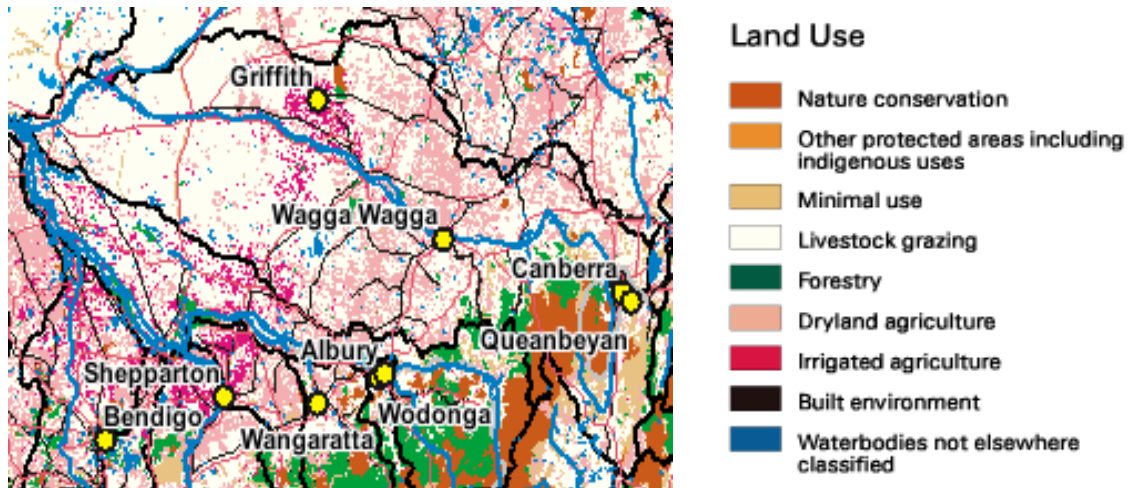 Griffith
Wagga Wagga
Canberra
Queanbeyan
Albury
Shepparton
Wodonga
Bendigo
Wangaratta
Land Use
Nature conservation
Other protected areas including
indigenous uses
Minimal use
Livestock grazing
Forestry
Dryland agriculture
Irrigated agriculture
Built environment
Waterbodies not elsewhere
classified